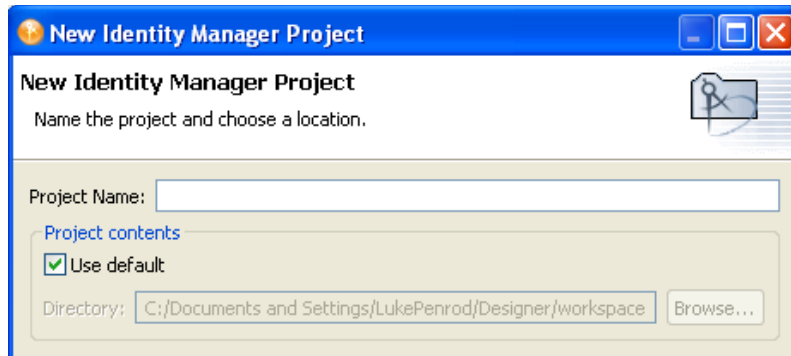 New Identity Manager Project
New Identity Manager Project
Name the project and choose a location.
Project Name:
Project contents
Use default
Directory: C:/Documents and Settings/LukePenrod/Designer/workspace Browse...